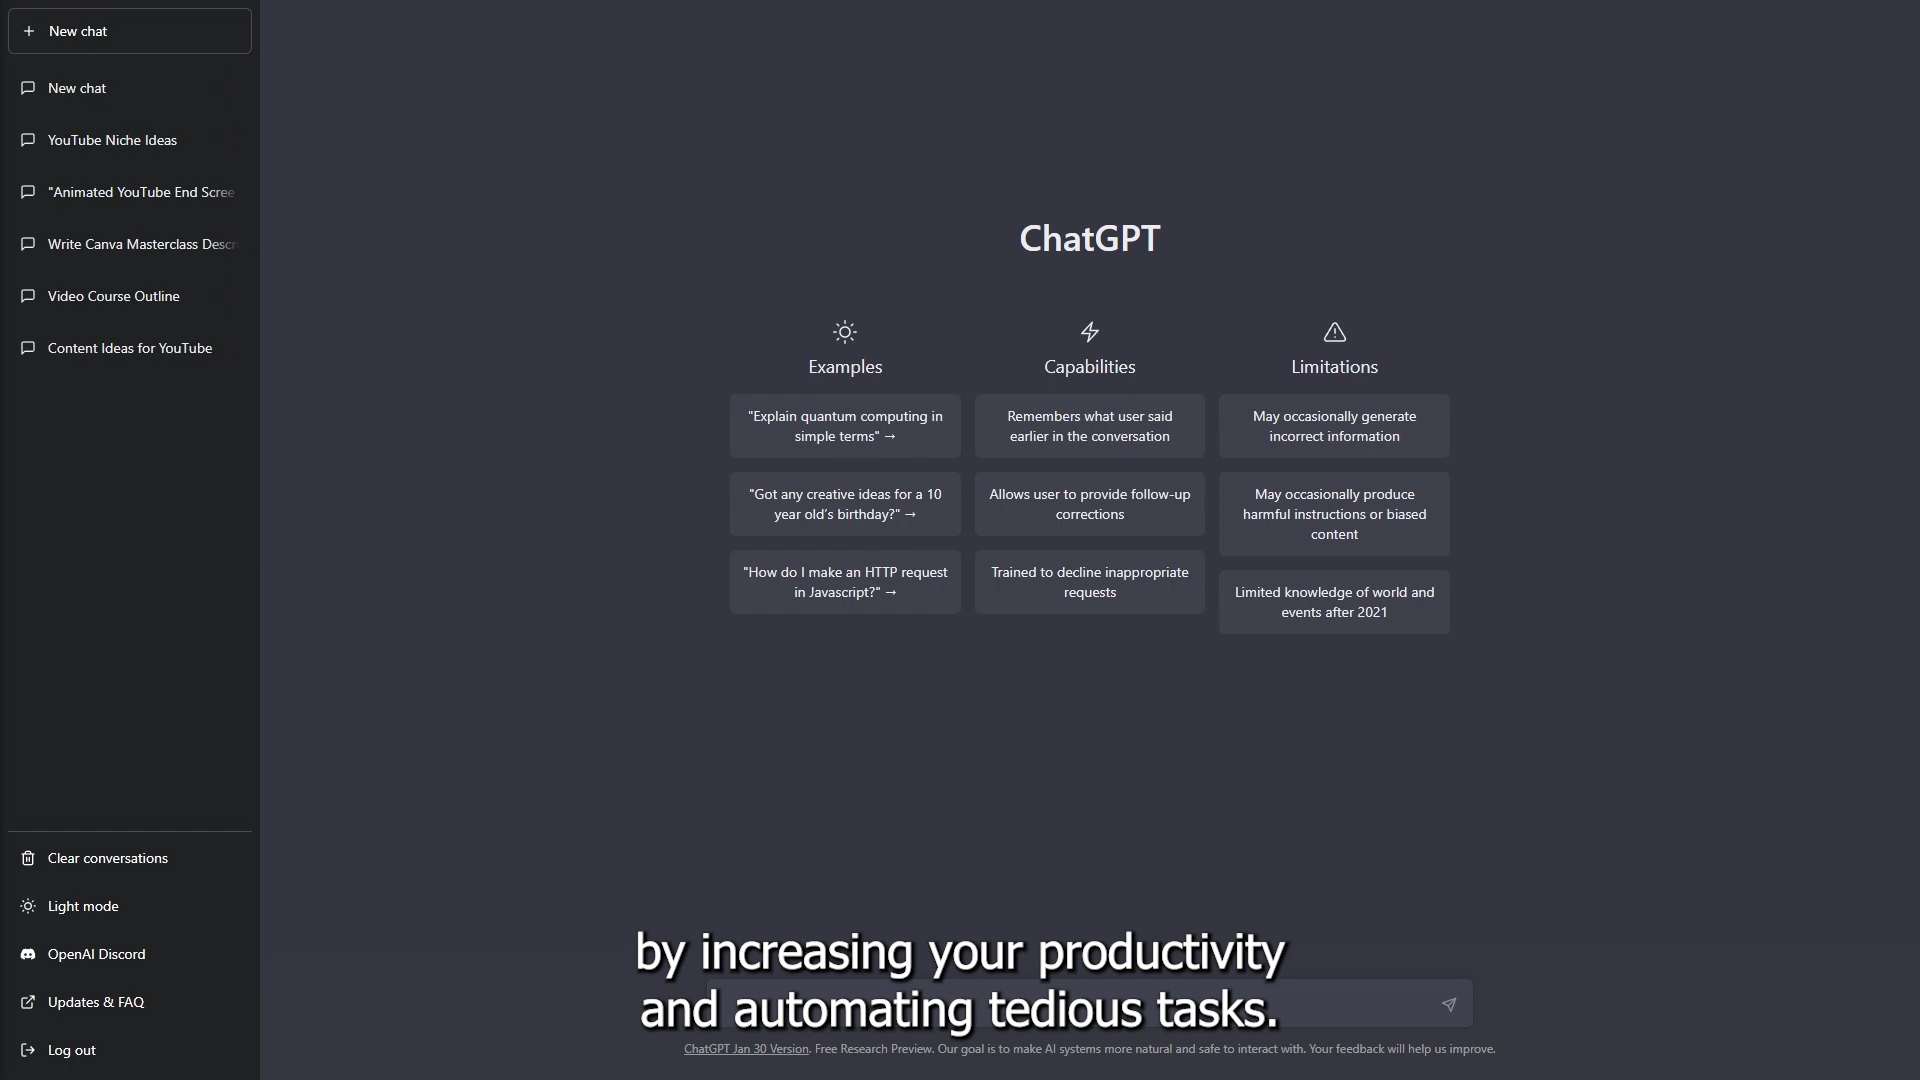 New chat
New chat
YouTube Niche Ideas
"Animated YouTube End Scree
Write Canva Masterclass Descri
Video Course Outline
Content Ideas for YouTube
Clear conversations
Light mode
OpenAI Discord
Updates & FAQ
Log out
ChatGPT
Examples
"Explain quantum computing in
simple terms" →
"Got any creative ideas for a 10
year old’s birthday?" →
"How do I make an HTTP request
in Javascript?" →
Capabilities
Remembers what user said
earlier in the conversation
Allows user to provide follow-up
corrections
Trained to decline inappropriate
requests
Limitations
May occasionally generate
incorrect information
May occasionally produce
harmful instructions or biased
content
Limited knowledge of world and
events after 2021
by increasing your productivity
and automating tedious tasks.
ChatGPT Jan 30 Version. Free Research Preview. Our goal is to make AI systems more natural and safe to interact with. Your feedback will help us improve.